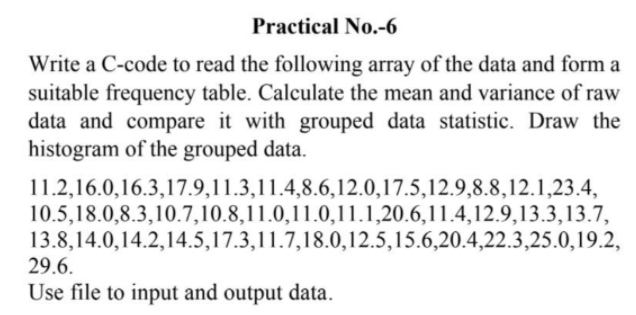 Practical No.-6
Write a C-code to read the following array of the data and form a
suitable frequency table. Calculate the mean and variance of raw
data and compare it with grouped data statistic. Draw the
histogram of the grouped data.
11.2,16.0,16.3,17.9,11.3,11.4,8.6,12.0,17.5,12.9,8.8,12.1,23.4,
10.5,18.0,8.3,10.7,10.8,11.0,11.0,11.1,20.6,11.4,12.9,13.3,13.7,
13.8,14.0,14.2,14.5,17.3,11.7,18.0,12.5,15.6,20.4,22.3,25.0,19.2,
29.6.
Use file to input and output data.